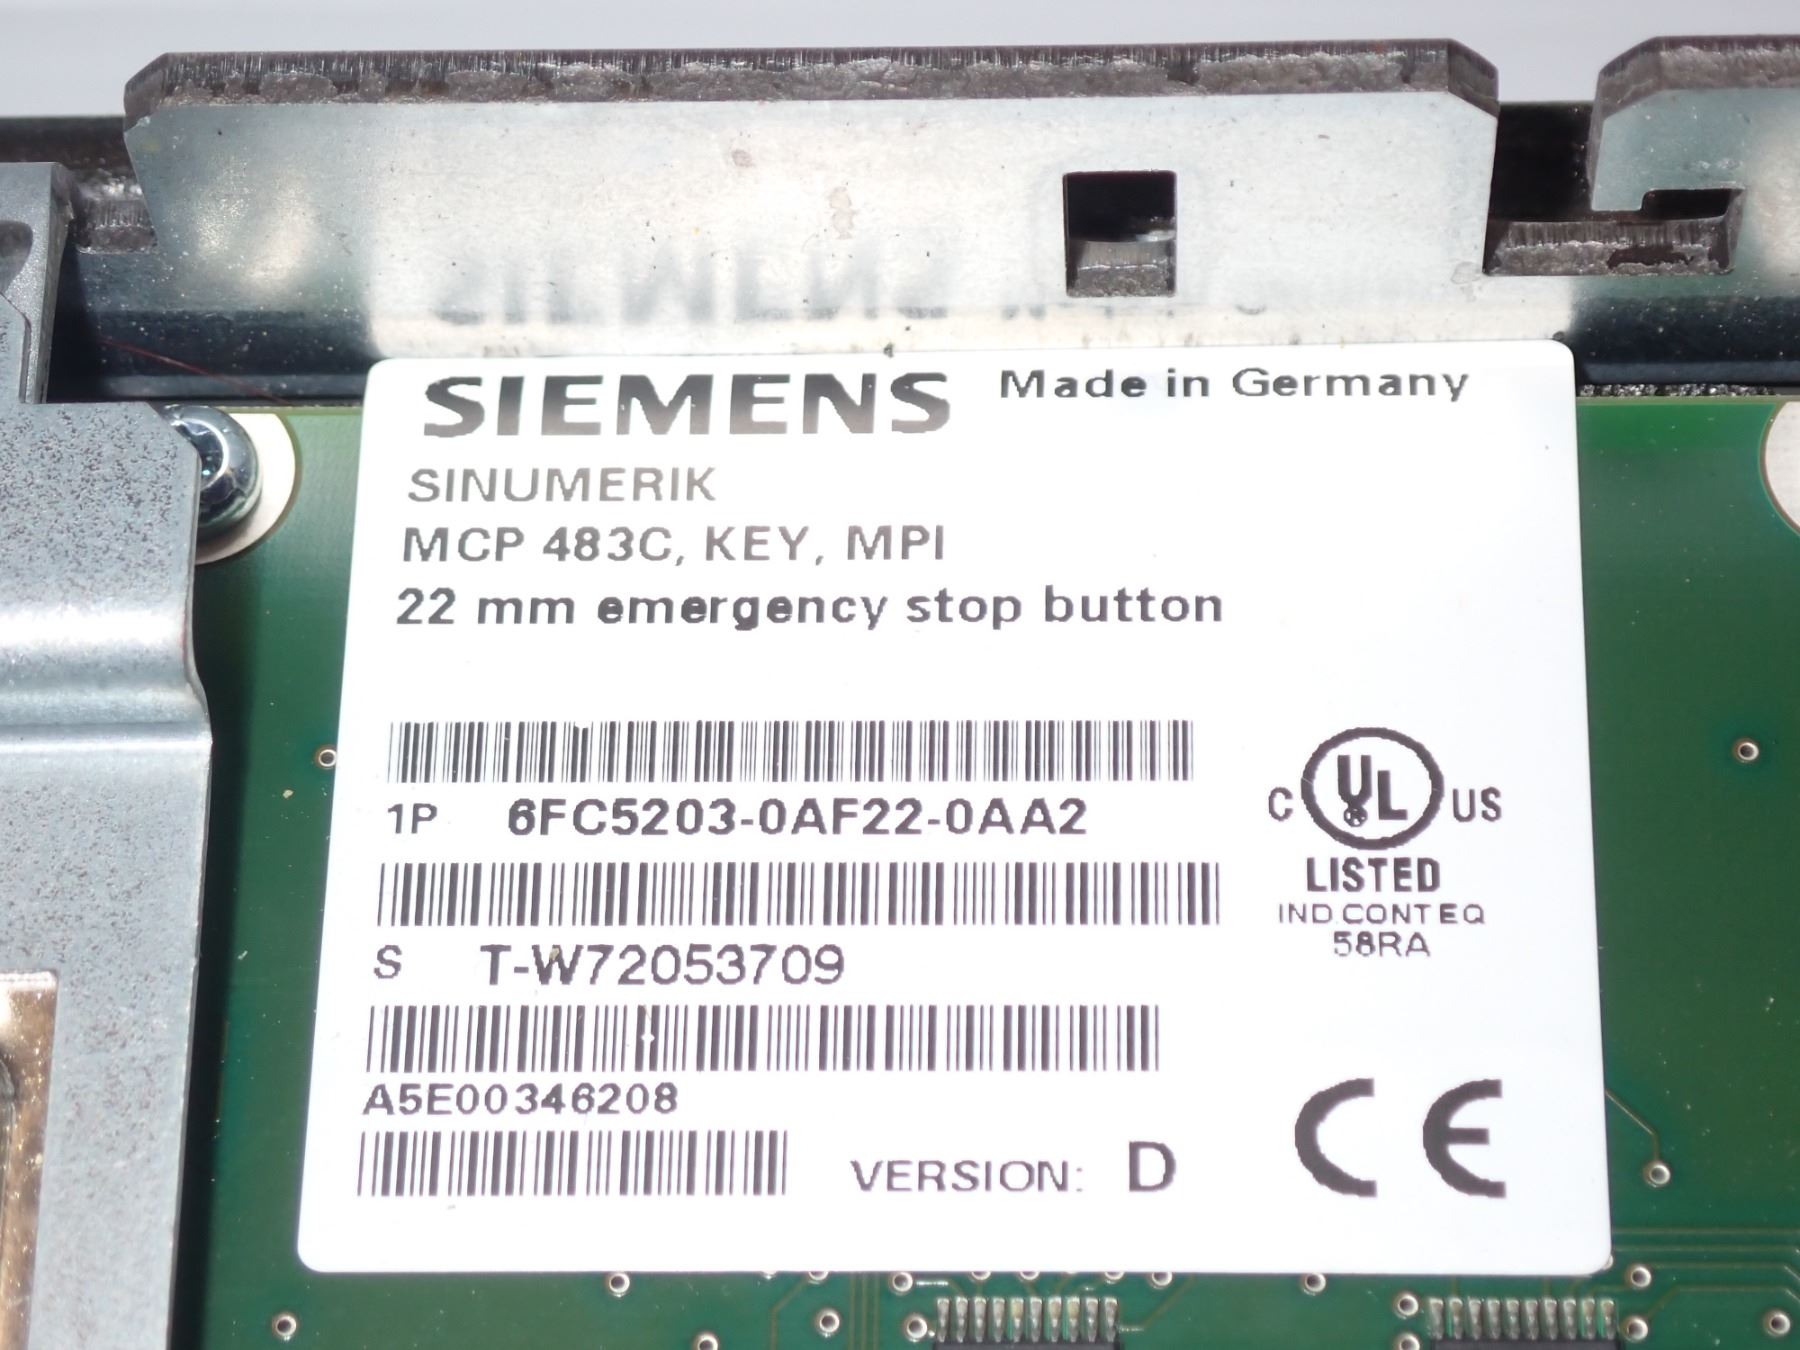 SIEMENS Made in Germany
SINUMERIK
MCP 483C, KEY, MPI
22 mm emergency stop button
1P 6FC5203-0AF22-0AA2
C UL US
LISTED
IND.CONT EQ
58RA
S T-W72053709
A5E00346208
VERSION: D
CE